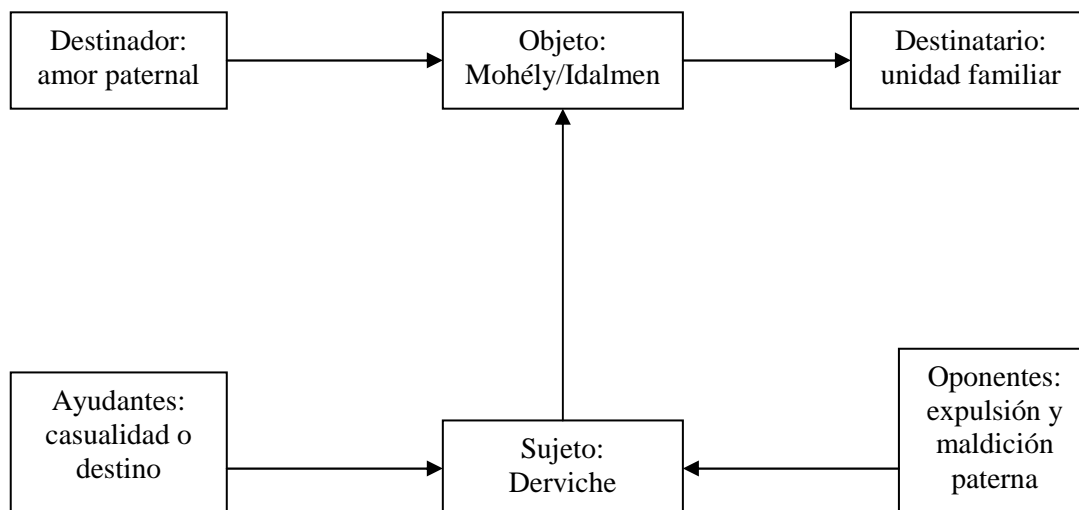 Destinador:
amor paternal
Objeto:
Mohély/Idalmen
Destinatario:
unidad familiar
Ayudantes:
casualidad o
destino
Sujeto:
Derviche
Oponentes:
expulsión y
maldición
paterna